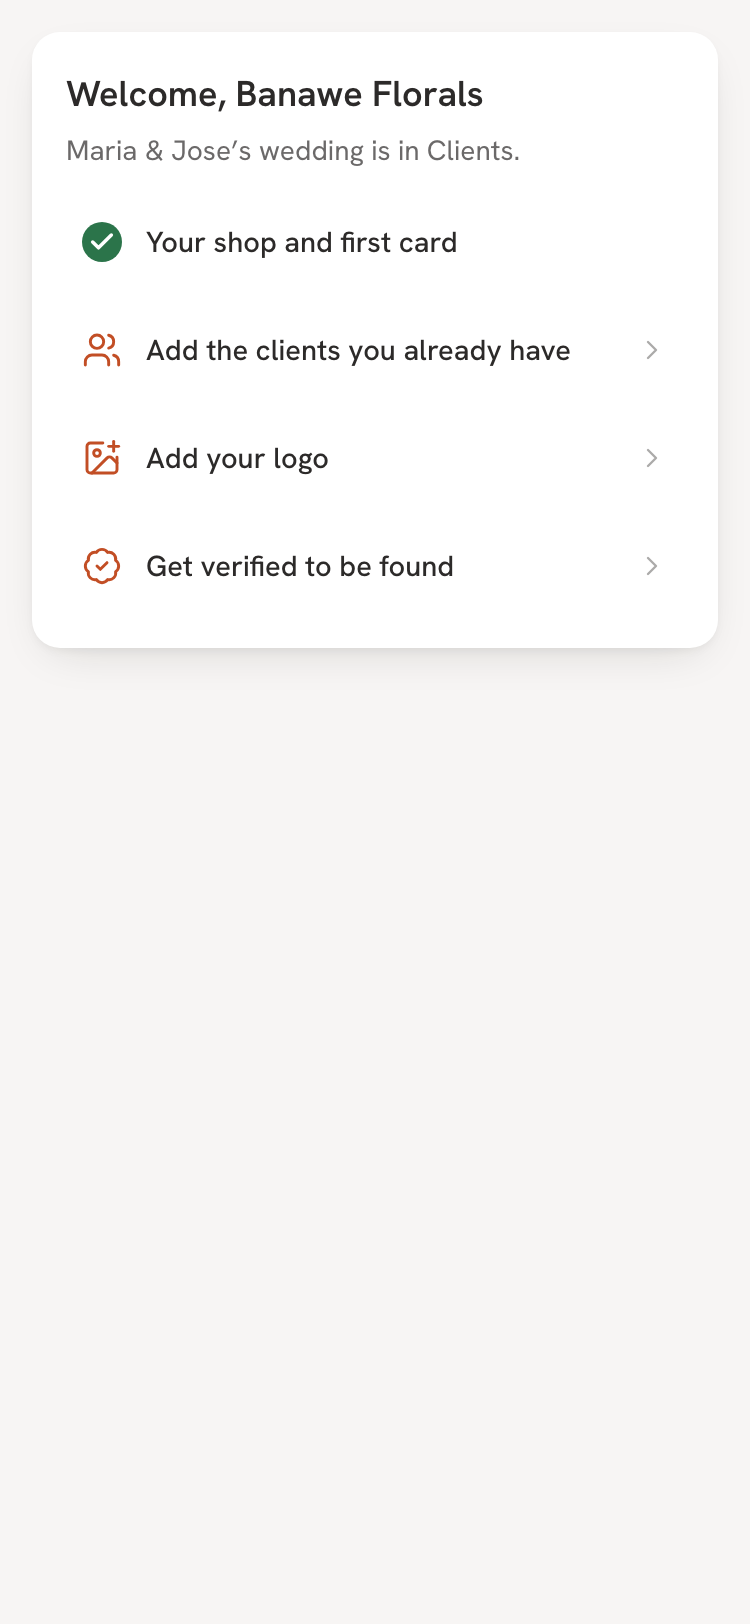 Welcome, Banawe Florals
Maria & Jose’s wedding is in Clients.
Your shop and first card
Add the clients you already have
Add your logo
Get verified to be found